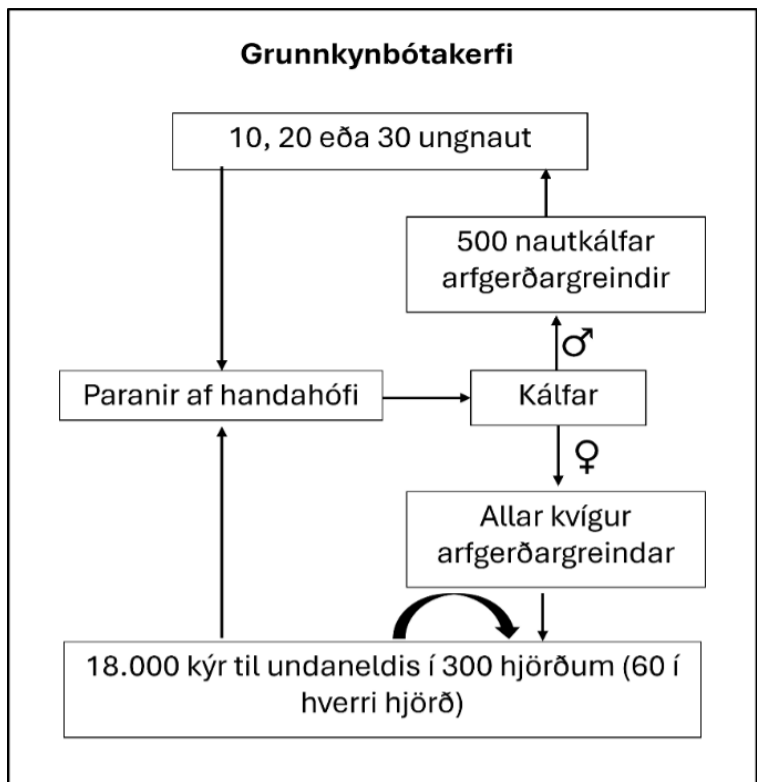 Grunnkynbótakerfi
10, 20 eða 30 ungnaut
500 nautkálfar
arfgerðargreindir
♂
Paranir af handahófi
Kálfar
♀
Allar kvígur
arfgerðargreindar
18.000 kýr til undaneldis í 300 hjörðum (60 í
hverri hjörð)